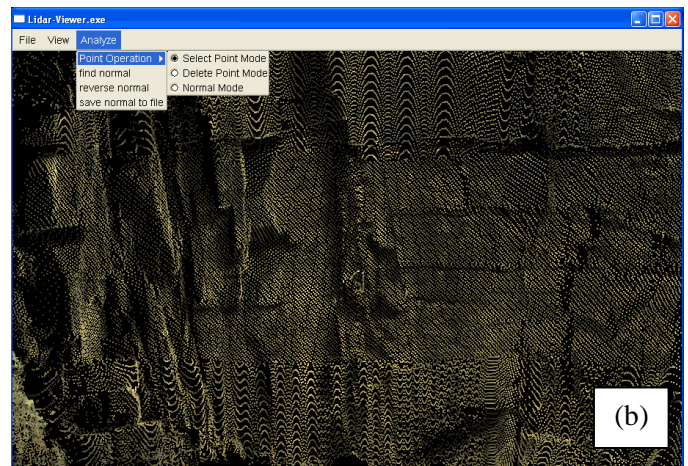 Lidar-Viewer.exe
File View Analyze
Point Operation Select Point Mode
find normal Delete Point Mode
reverse normal Normal Mode
save normal to file
(b)